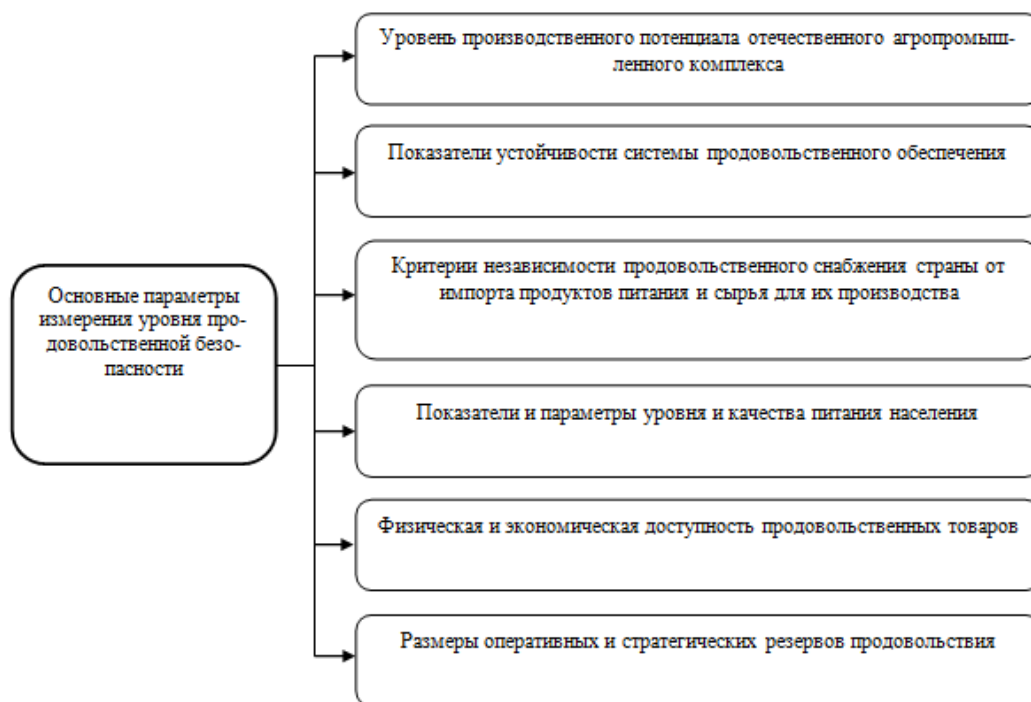 Основные параметры
измерения уровня про-
довольственной безо-
пасности
Уровень производственного потенциала отечественного агропромыш-
ленного комплекса
Показатели устойчивости системы продовольственного обеспечения
Критерии независимости продовольственного снабжения страны от
импорта продуктов питания и сырья для их производства
Показатели и параметры уровня и качества питания населения
Физическая и экономическая доступность продовольственных товаров
Размеры оперативных и стратегических резервов продовольствия